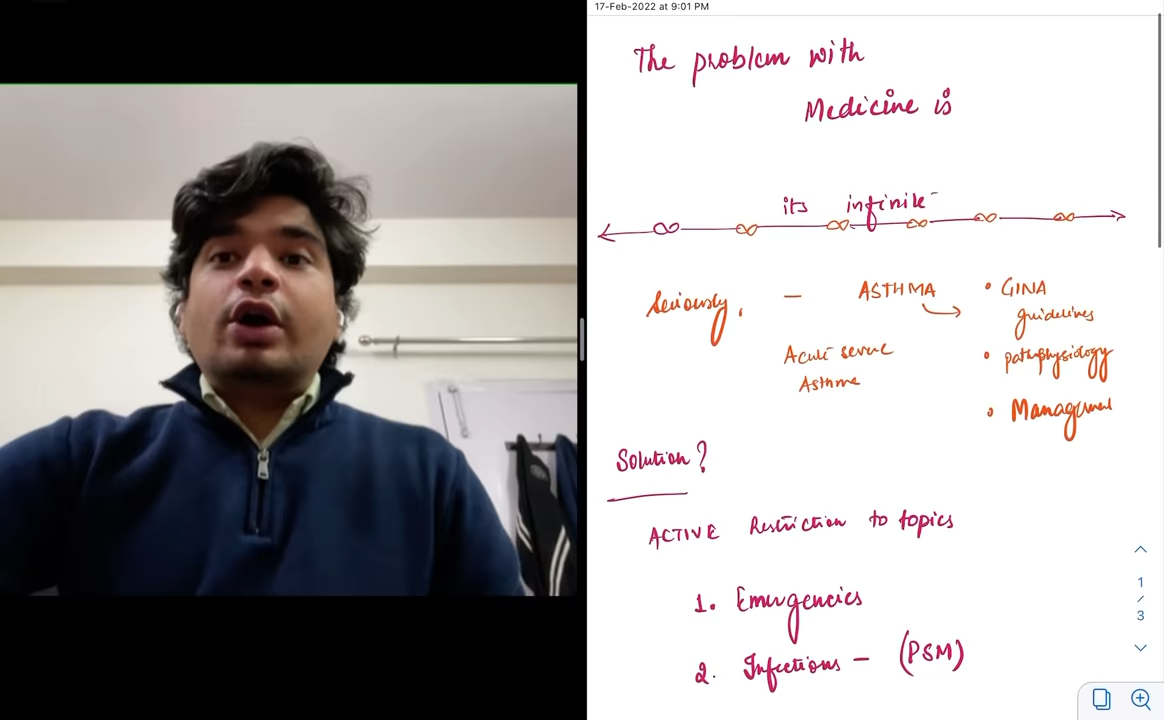 17-Feb-2022 at 9:01 PM
The problem with
Medicine is
its infinite
∞ ∞ ∞ ∞ ∞ ∞
Seriously, – ASTHMA → • GINA
guidelines
Acute severe
Asthma
• pathophysiology
• Management
Solution?
ACTIVE Restriction to topics
1. Emergencies
2. Infections – (PSM)
1
/
3